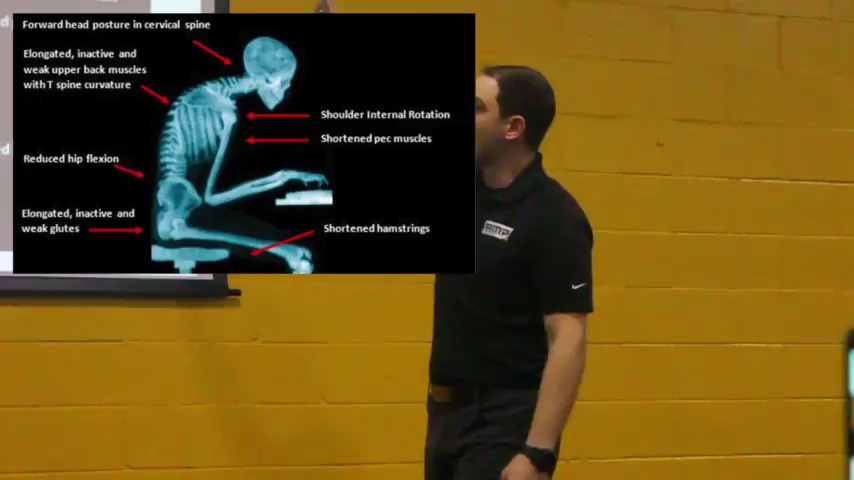 Forward head posture in cervical spine
Elongated, inactive and
weak upper back muscles
with T spine curvature
Shoulder Internal Rotation
Shortened pec muscles
Reduced hip flexion
Elongated, inactive and
weak glutes
Shortened hamstrings
AMP